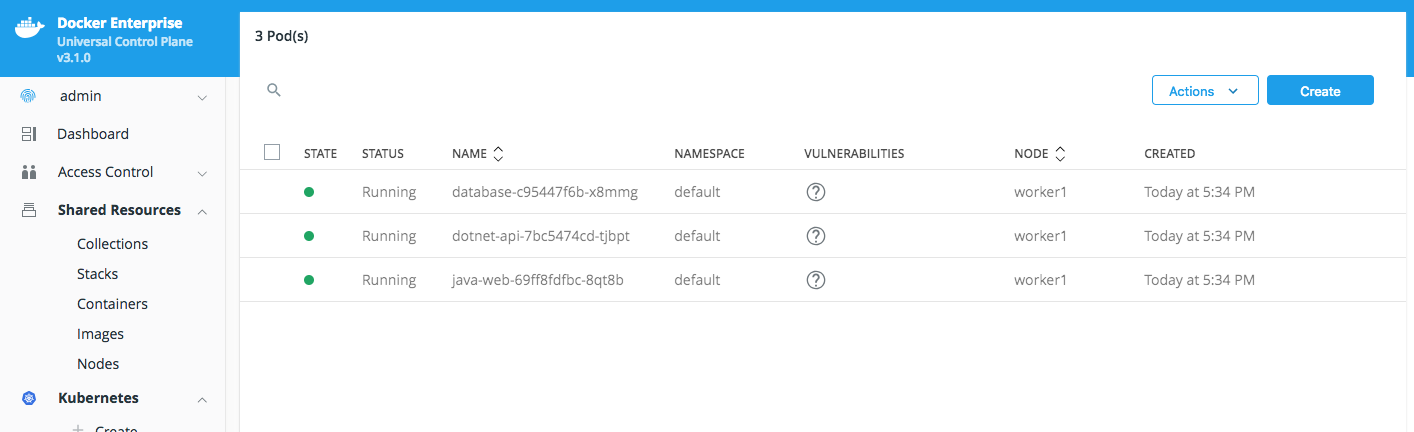 Docker Enterprise
Universal Control Plane
v3.1.0
admin
Dashboard
Access Control
Shared Resources
Collections
Stacks
Containers
Images
Nodes
Kubernetes
Create
3 Pod(s)
Actions
Create
STATE STATUS NAME NAMESPACE VULNERABILITIES NODE CREATED
Running database-c95447f6b-x8mmg default ? worker1 Today at 5:34 PM
Running dotnet-api-7bc5474cd-tjbpt default ? worker1 Today at 5:34 PM
Running java-web-69ff8fdfbc-8qt8b default ? worker1 Today at 5:34 PM